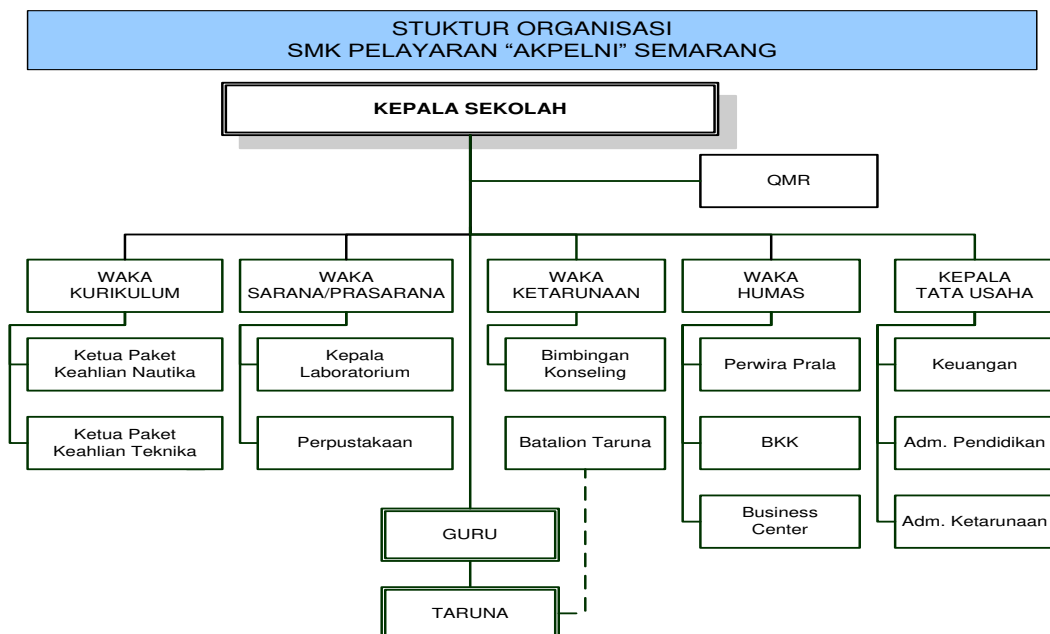 STUKTUR ORGANISASI
SMK PELAYARAN “AKPELNI” SEMARANG
KEPALA SEKOLAH
QMR
WAKA
KURIKULUM
WAKA
SARANA/PRASARANA
WAKA
KETARUNAAN
WAKA
HUMAS
KEPALA
TATA USAHA
Ketua Paket
Keahlian Nautika
Kepala
Laboratorium
Bimbingan
Konseling
Perwira Prala
Keuangan
Ketua Paket
Keahlian Teknika
Perpustakaan
Batalion Taruna
BKK
Adm. Pendidikan
GURU
Business
Center
Adm. Ketarunaan
TARUNA